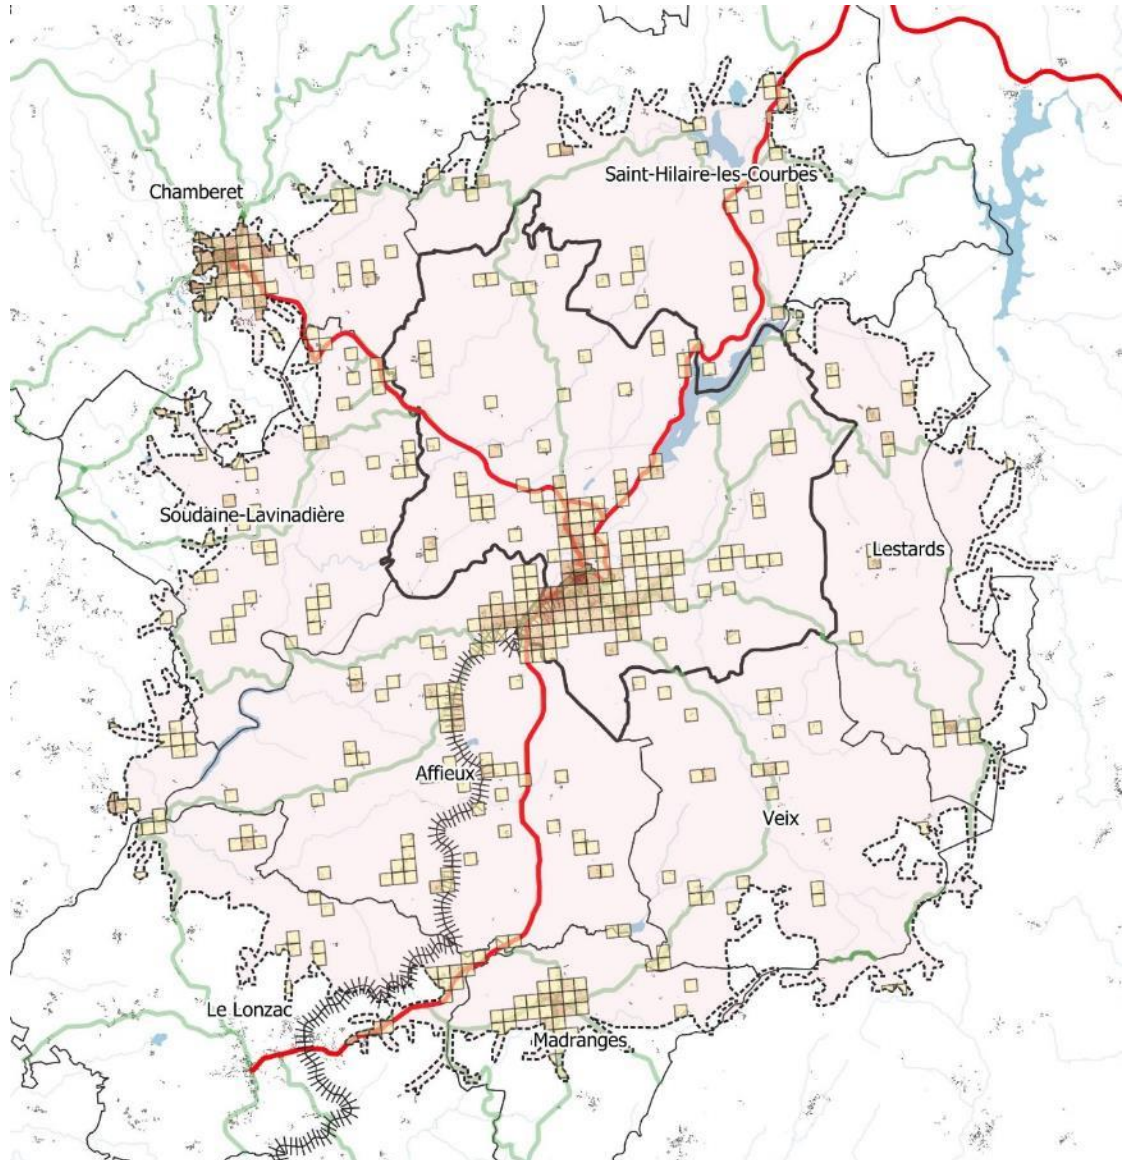 Saint-Hilaire-les-Courbes
Chamberet
Soudaine-Lavinadière
Lestards
Affieux
Veix
Le Lonzac
Madranges